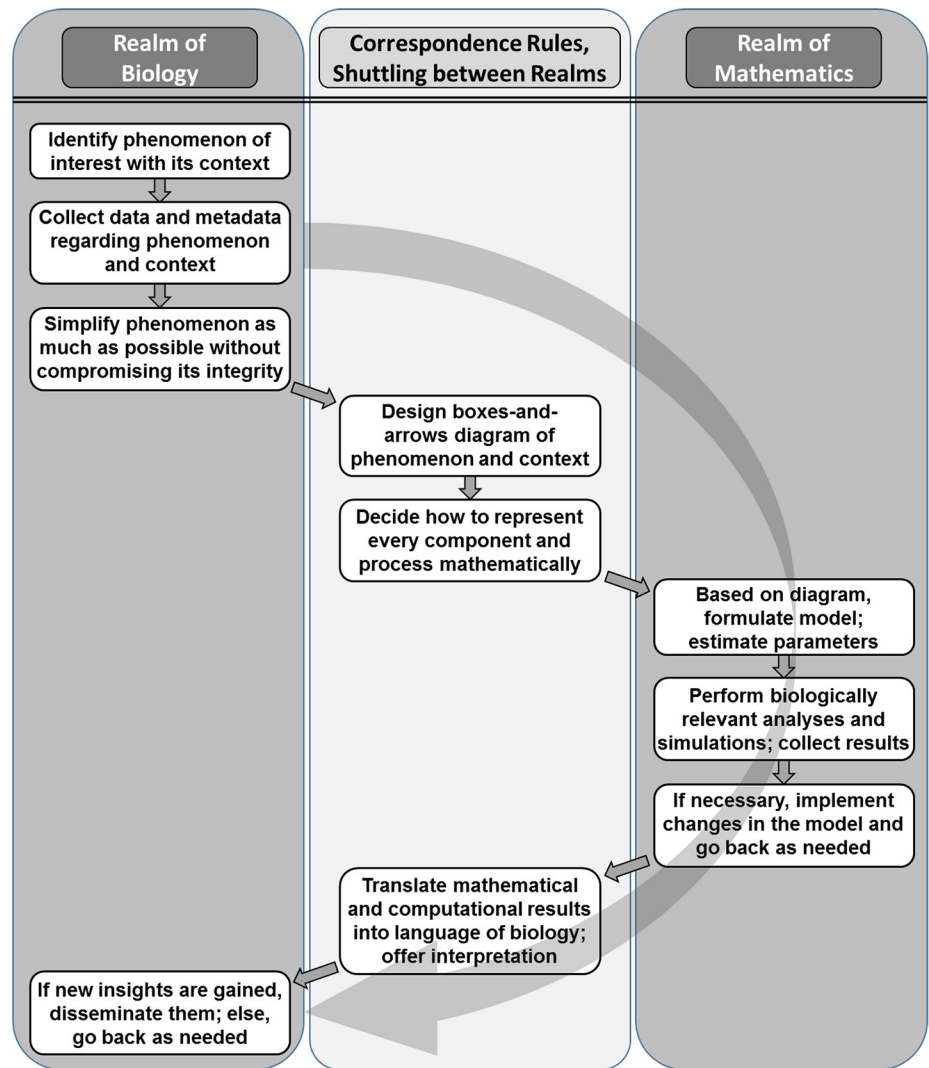 Realm of
Biology
Correspondence Rules,
Shuttling between Realms
Realm of
Mathematics
Identify phenomenon of
interest with its context
Collect data and metadata
regarding phenomenon
and context
Simplify phenomenon as
much as possible without
compromising its integrity
Design boxes-and-
arrows diagram of
phenomenon and context
Decide how to represent
every component and
process mathematically
Based on diagram,
formulate model;
estimate parameters
Perform biologically
relevant analyses and
simulations; collect results
If necessary, implement
changes in the model and
go back as needed
Translate mathematical
and computational results
into language of biology;
offer interpretation
If new insights are gained,
disseminate them; else,
go back as needed